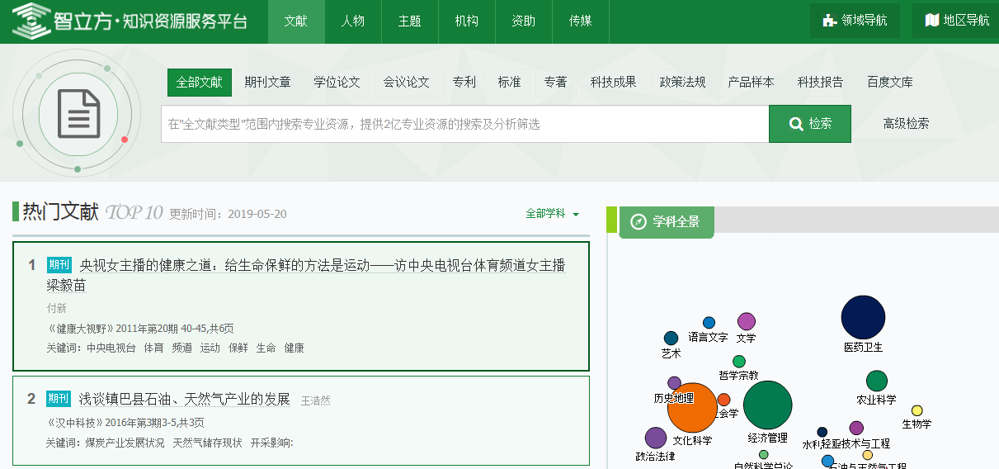 智立方·知识资源服务平台 文献 人物 主题 机构 资助 传媒 领域导航 地区导航
全部文献 期刊文章 学位论文 会议论文 专利 标准 专著 科技成果 政策法规 产品样本 科技报告 百度文库
在"全文献类型"范围内搜索专业资源，提供2亿专业资源的搜索及分析筛选 检索 高级检索
热门文献 TOP 10 更新时间：2019-05-20 全部学科
1 期刊 央视女主播的健康之道：给生命保鲜的方法是运动——访中央电视台体育频道女主播
梁毅苗
付新
《健康大视野》2011年第20期 40-45,共6页
关键词：中央电视台 体育 频道 运动 保鲜 生命 健康
2 期刊 浅谈镇巴县石油、天然气产业的发展 王浩然
《汉中科技》2016年第3期3-5,共3页
关键词：煤炭产业发展状况 天然气储存现状 开采影响:
学科全景
医药卫生
语言文字 文学
艺术
哲学宗教
历史地理
农业科学
会学
生物学
文化科学
经济管理
轻工技术与工程
政治法律
自然科学总论
石油与天然气工程